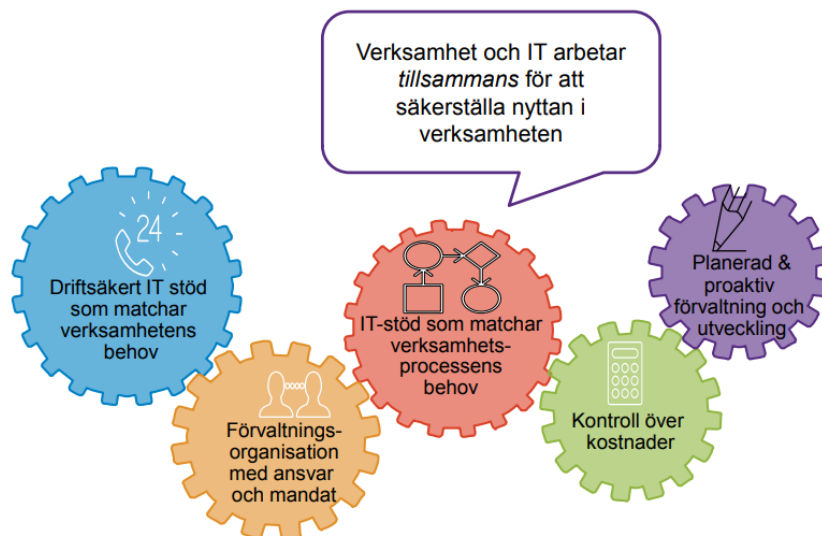 Verksamhet och IT arbetar
tillsammans för att
säkerställa nyttan i
verksamheten
24
Driftsäkert IT stöd
som matchar
verksamhetens
behov
Förvaltnings-
organisation
med ansvar
och mandat
IT-stöd som matchar
verksamhets-
processens
behov
Kontroll över
kostnader
Planerad &
proaktiv
förvaltning och
utveckling